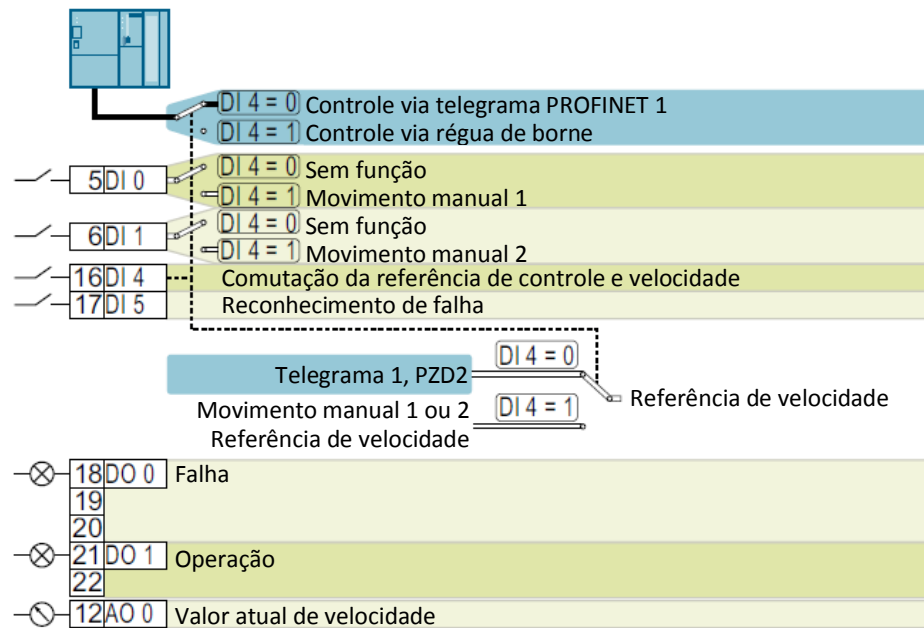 DI 4 = 0 Controle via telegrama PROFINET 1
DI 4 = 1 Controle via régua de borne
5 DI 0
DI 4 = 0 Sem função
DI 4 = 1 Movimento manual 1
6 DI 1
DI 4 = 0 Sem função
DI 4 = 1 Movimento manual 2
16 DI 4 Comutação da referência de controle e velocidade
17 DI 5 Reconhecimento de falha
Telegrama 1, PZD2
DI 4 = 0
Movimento manual 1 ou 2
Referência de velocidade
DI 4 = 1
Referência de velocidade
18 DO 0 Falha
19
20
21 DO 1 Operação
22
12 AO 0 Valor atual de velocidade